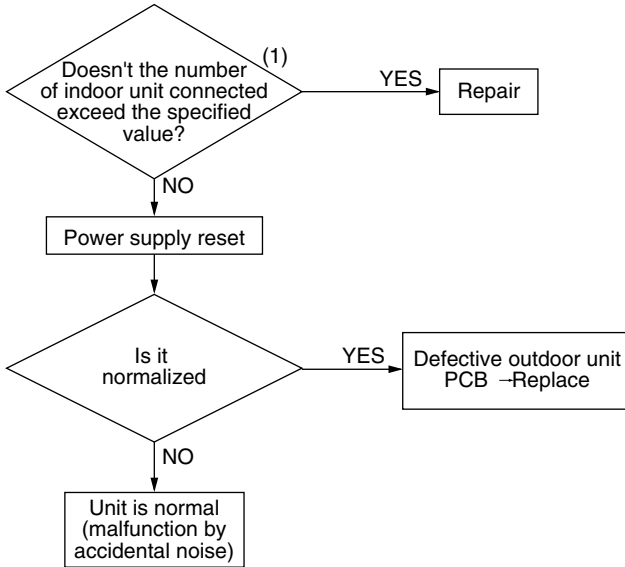 (1)
Doesn't the number
of indoor unit connected
exceed the specified
value?
YES
Repair
NO
Power supply reset
Is it
normalized
YES
Defective outdoor unit
PCB →Replace
NO
Unit is normal
(malfunction by
accidental noise)